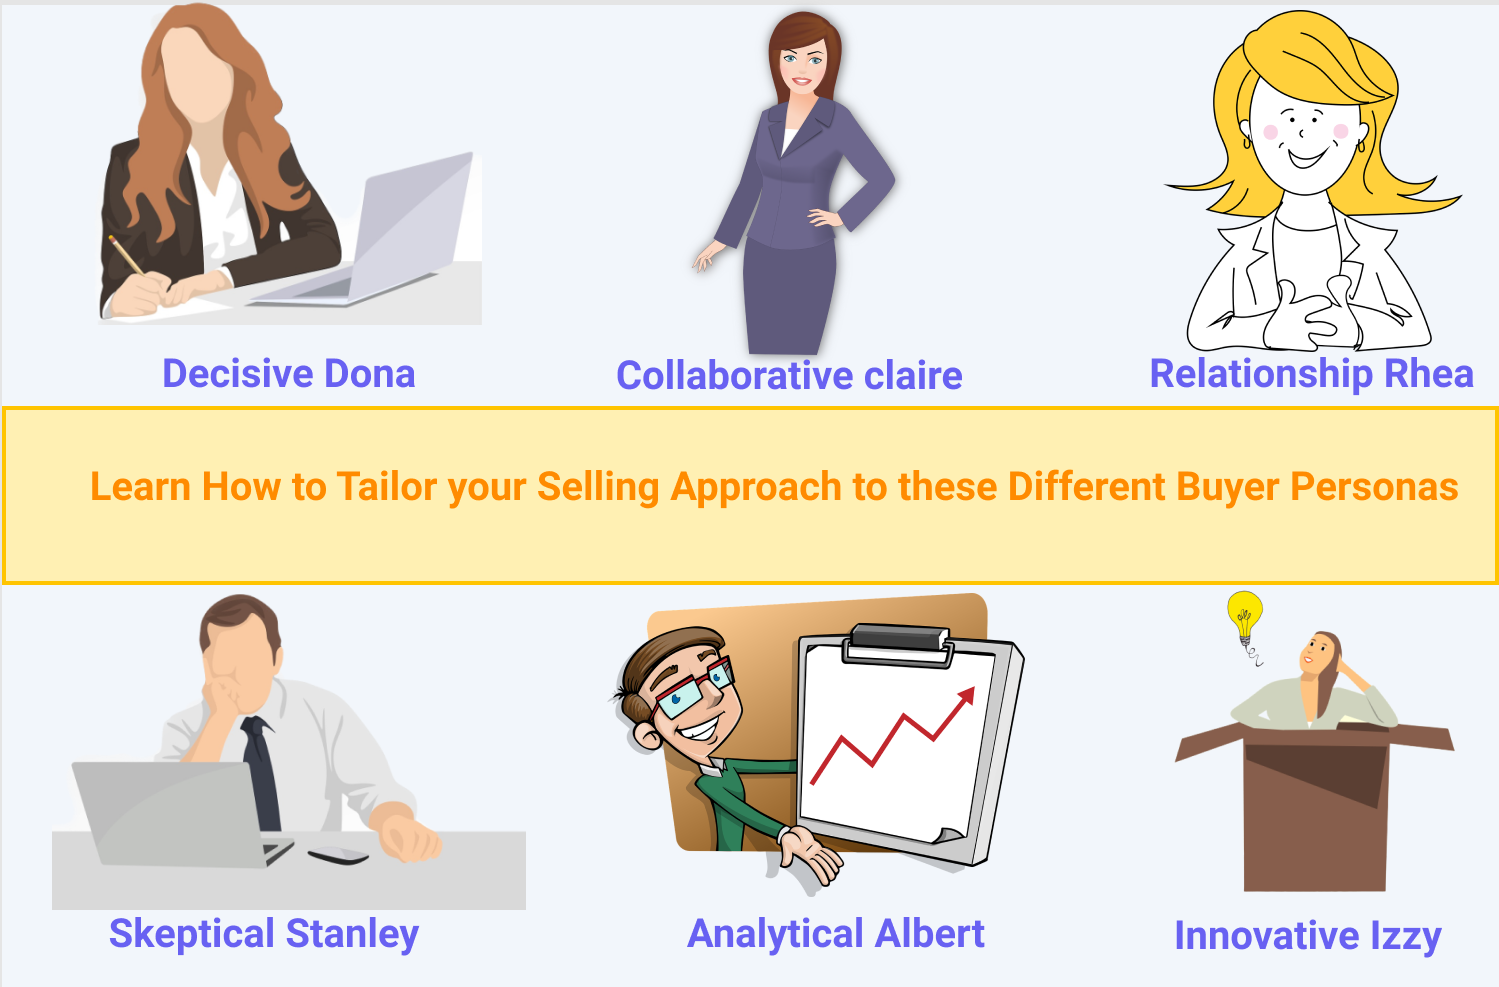 Decisive Dona
Collaborative claire
Relationship Rhea
Learn How to Tailor your Selling Approach to these Different Buyer Personas
Skeptical Stanley
Analytical Albert
Innovative Izzy